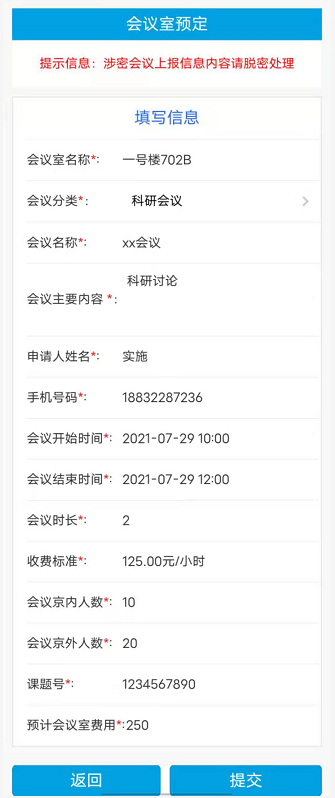 会议室预定
提示信息：涉密会议上报信息内容请脱密处理
填写信息
会议室名称*: 一号楼702B
会议分类*: 科研会议
会议名称*: xx会议
会议主要内容 *: 科研讨论
申请人姓名*: 实施
手机号码*: 18832287236
会议开始时间*: 2021-07-29 10:00
会议结束时间*: 2021-07-29 12:00
会议时长*: 2
收费标准*: 125.00元/小时
会议京内人数*: 10
会议京外人数*: 20
课题号*: 1234567890
预计会议室费用*:250
返回 提交